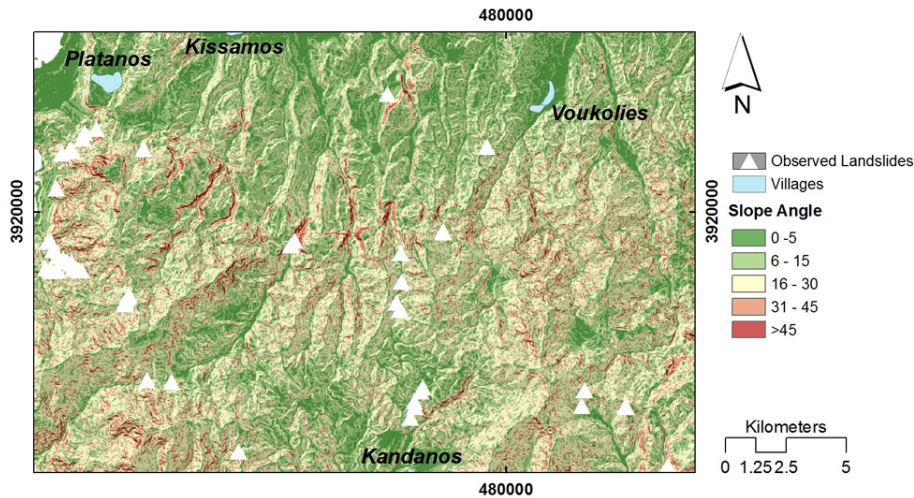 480000
Platanos
Kissamos
Voukolies
3920000
3920000
Kandanos
480000
N
Observed Landslides
Villages
Slope Angle
0 -5
6 - 15
16 - 30
31 - 45
>45
Kilometers
0 1.25 2.5 5